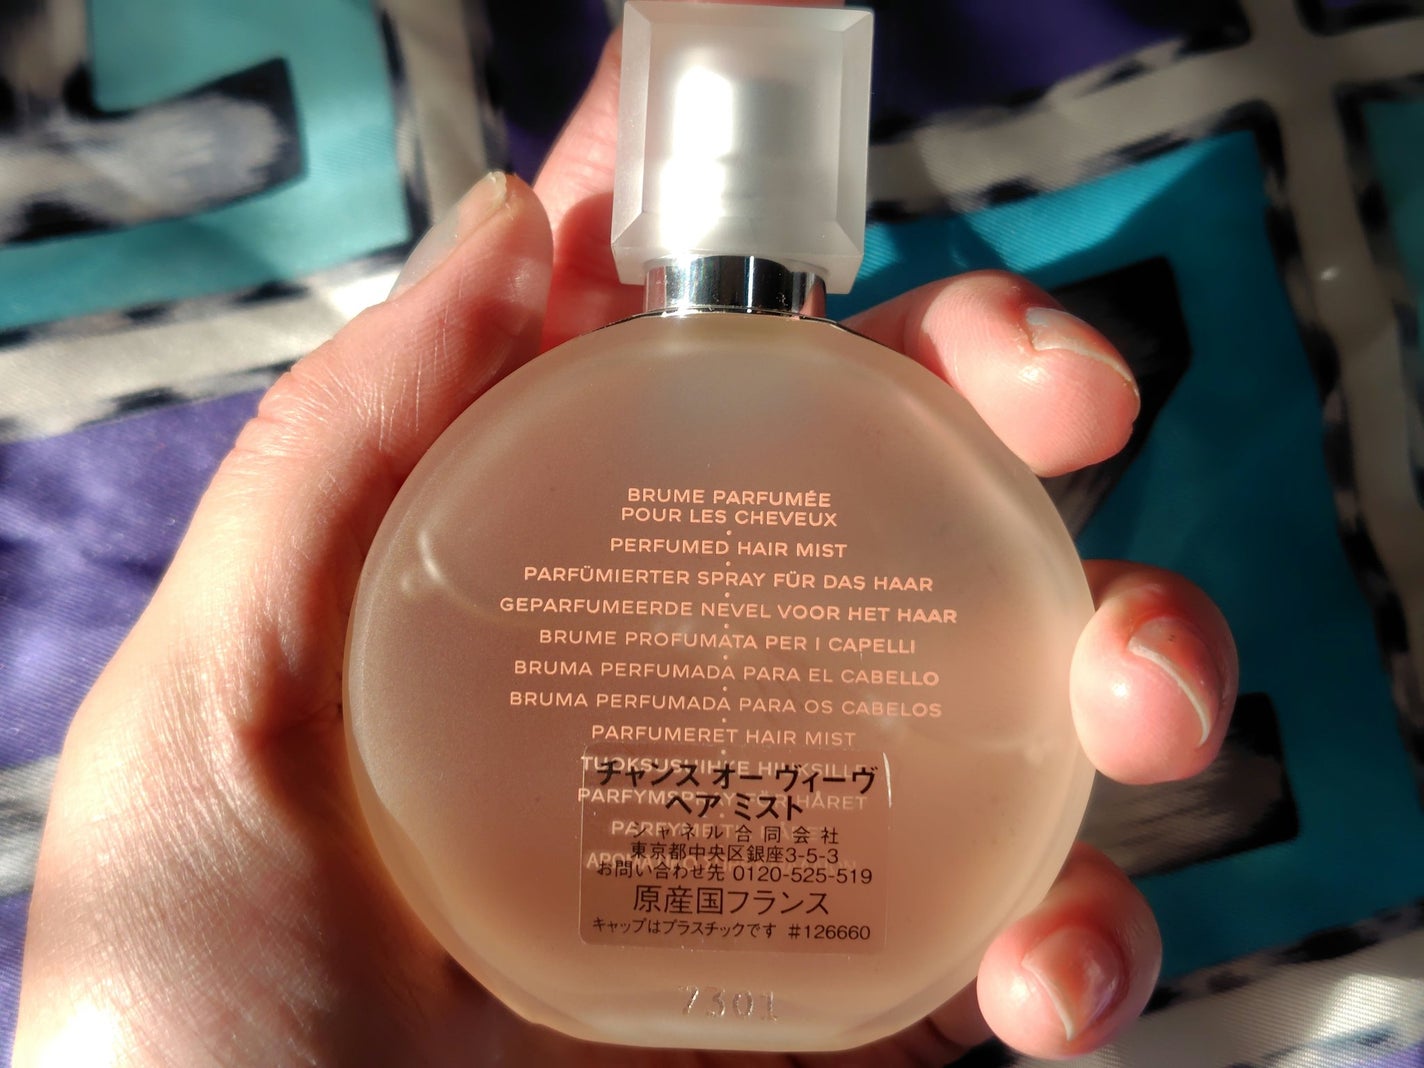 BRUME PARFUMÉE
POUR LES CHEVEUX
PERFUMED HAIR MIST
PARFÜMIERTER SPRAY FÜR DAS HAAR
GEPARFUMEERDE NEVEL VOOR HET HAAR
BRUME PROFUMATA PER I CAPELLI
BRUMA PERFUMADA PARA EL CABELLO
BRUMA PERFUMADA PARA OS CABELOS
PARFUMERET HAIR MIST
TUOKSUSUIHKE HIUKSILLE
チャンス オー ヴィーヴ
PARFYMSPRAY FÖR HÅRET
ヘア ミスト
シャネル合同会社
東京都中央区銀座3-5-3
お問い合わせ先 0120-525-519
原産国フランス
キャップはプラスチックです #126660
7301